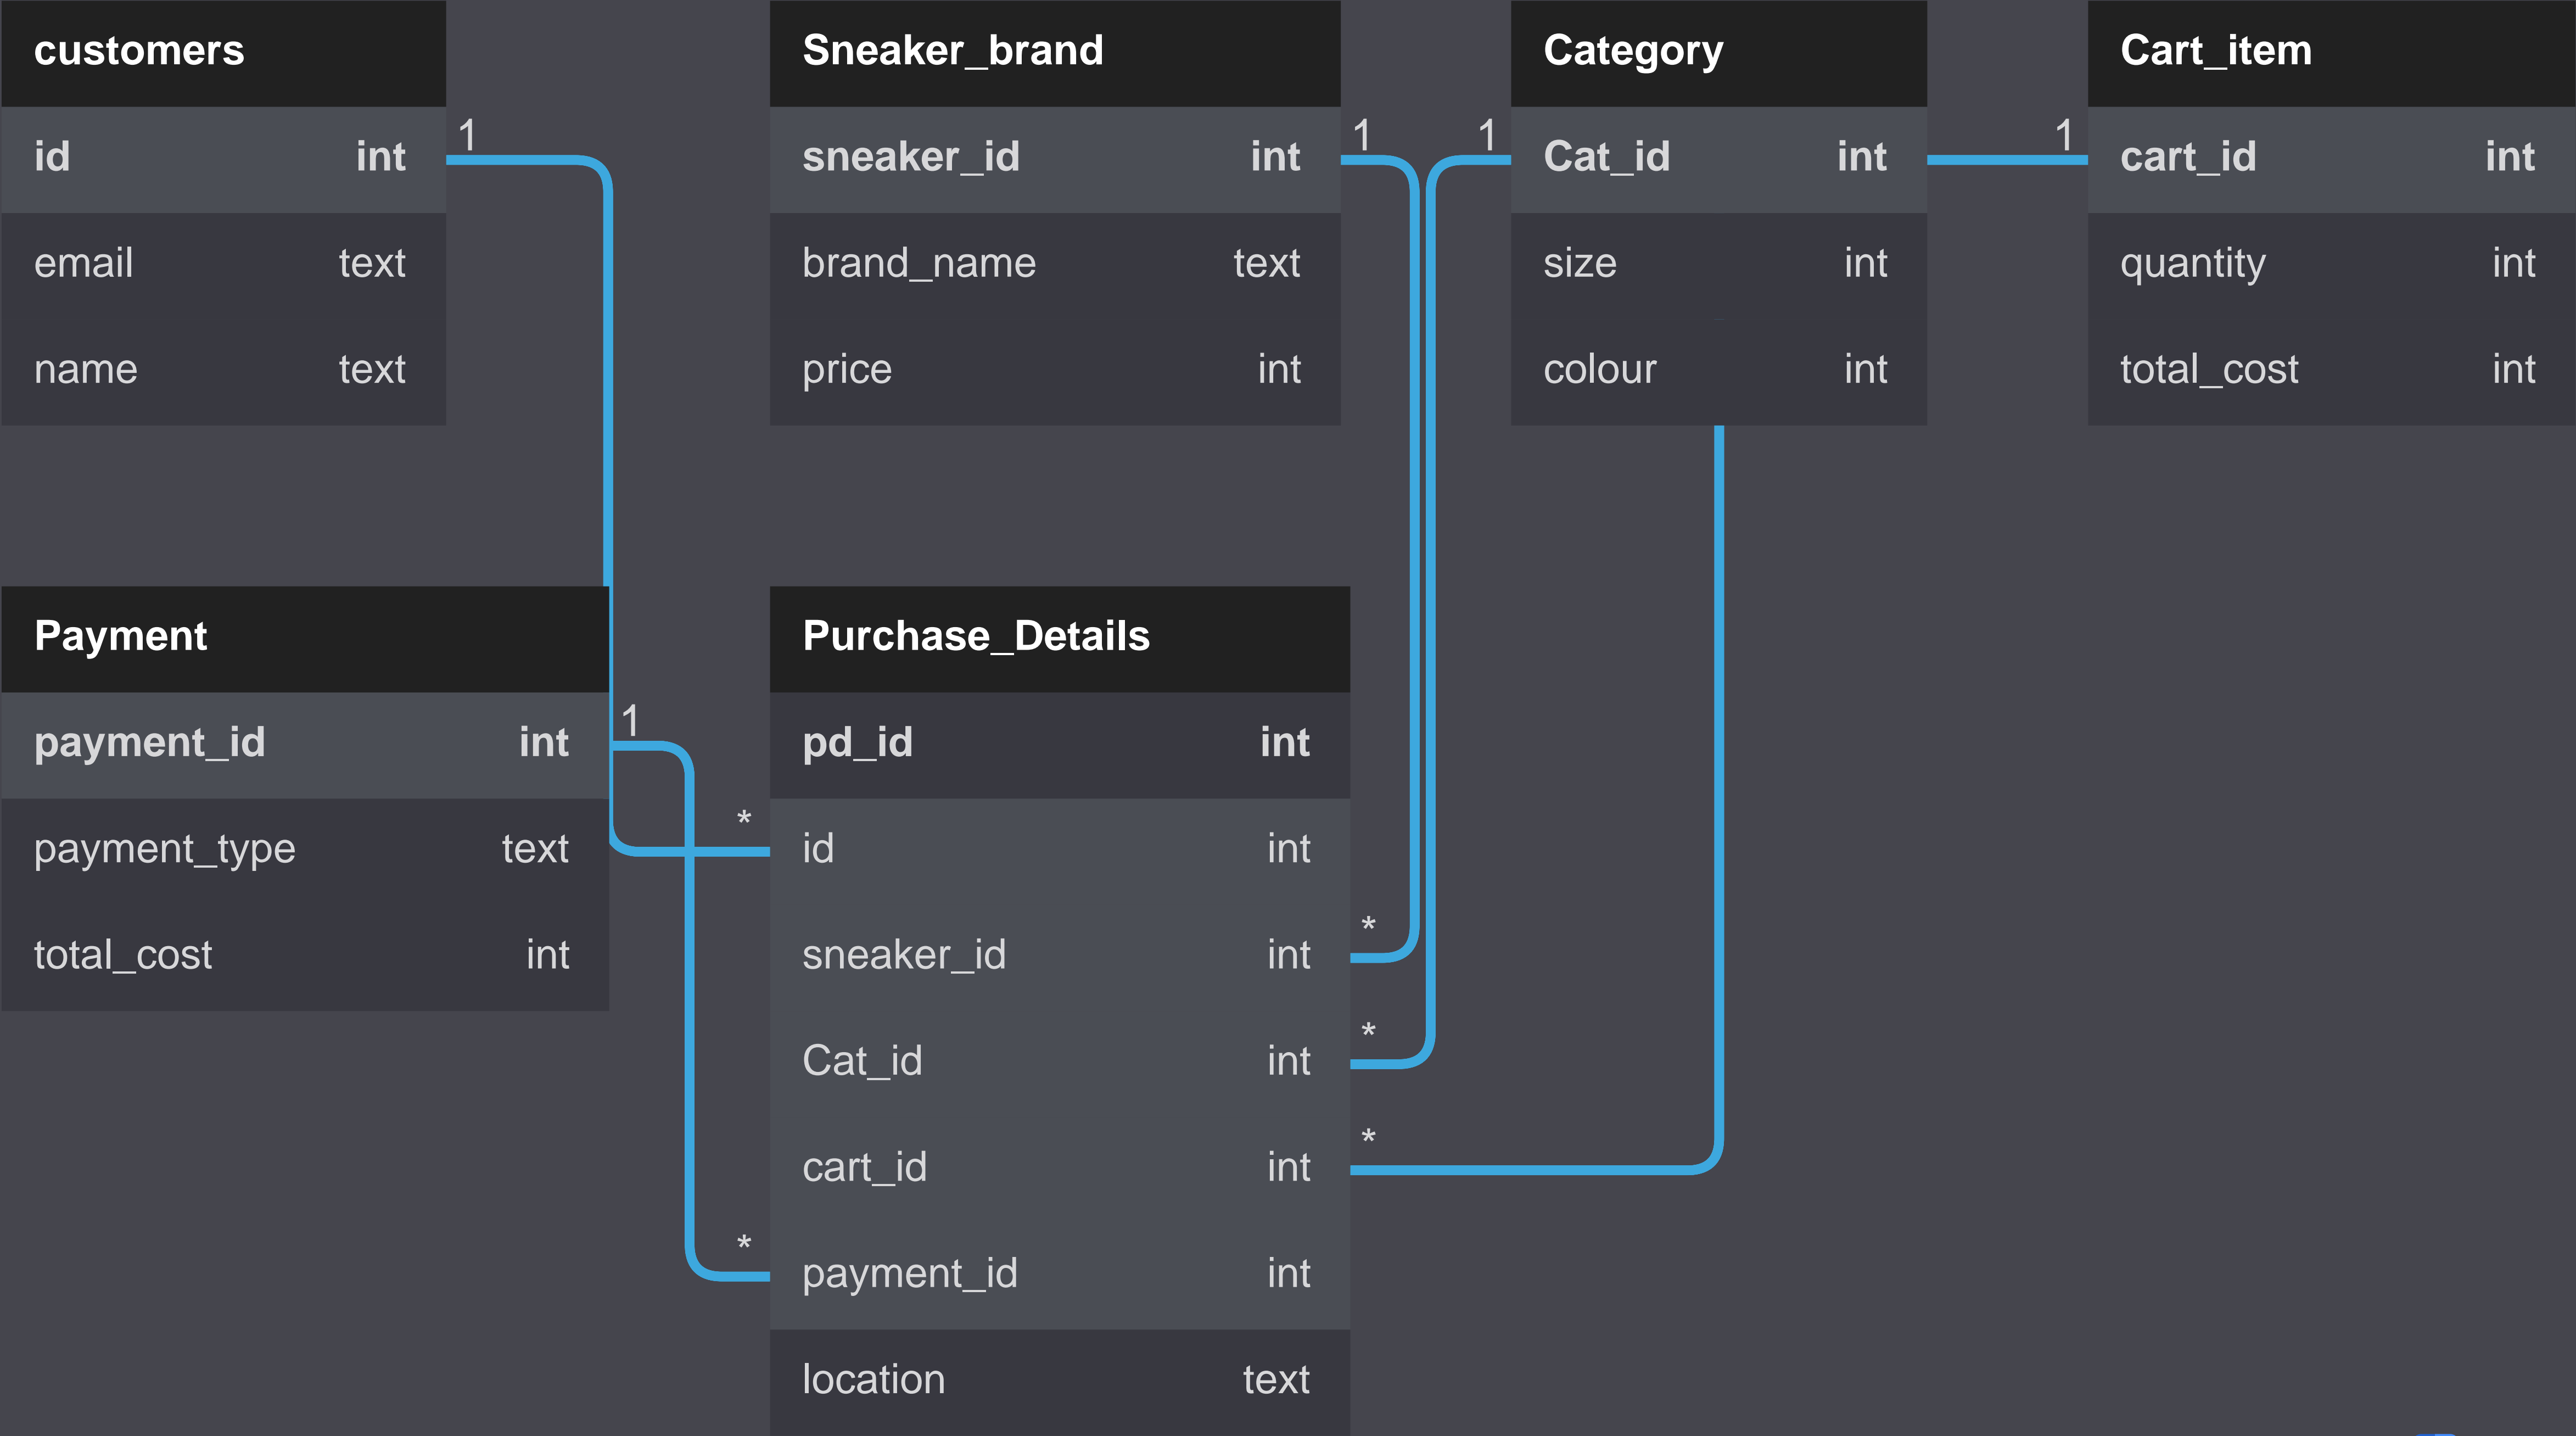 customers
id int
email text
name text
Sneaker_brand
sneaker_id int
brand_name text
price int
Category
Cat_id int
size int
colour int
Cart_item
cart_id int
quantity int
total_cost int
1
1
1
1
Payment
payment_id int
payment_type text
total_cost int
1
Purchase_Details
pd_id int
* id int
sneaker_id int *
Cat_id int *
cart_id int *
* payment_id int
location text